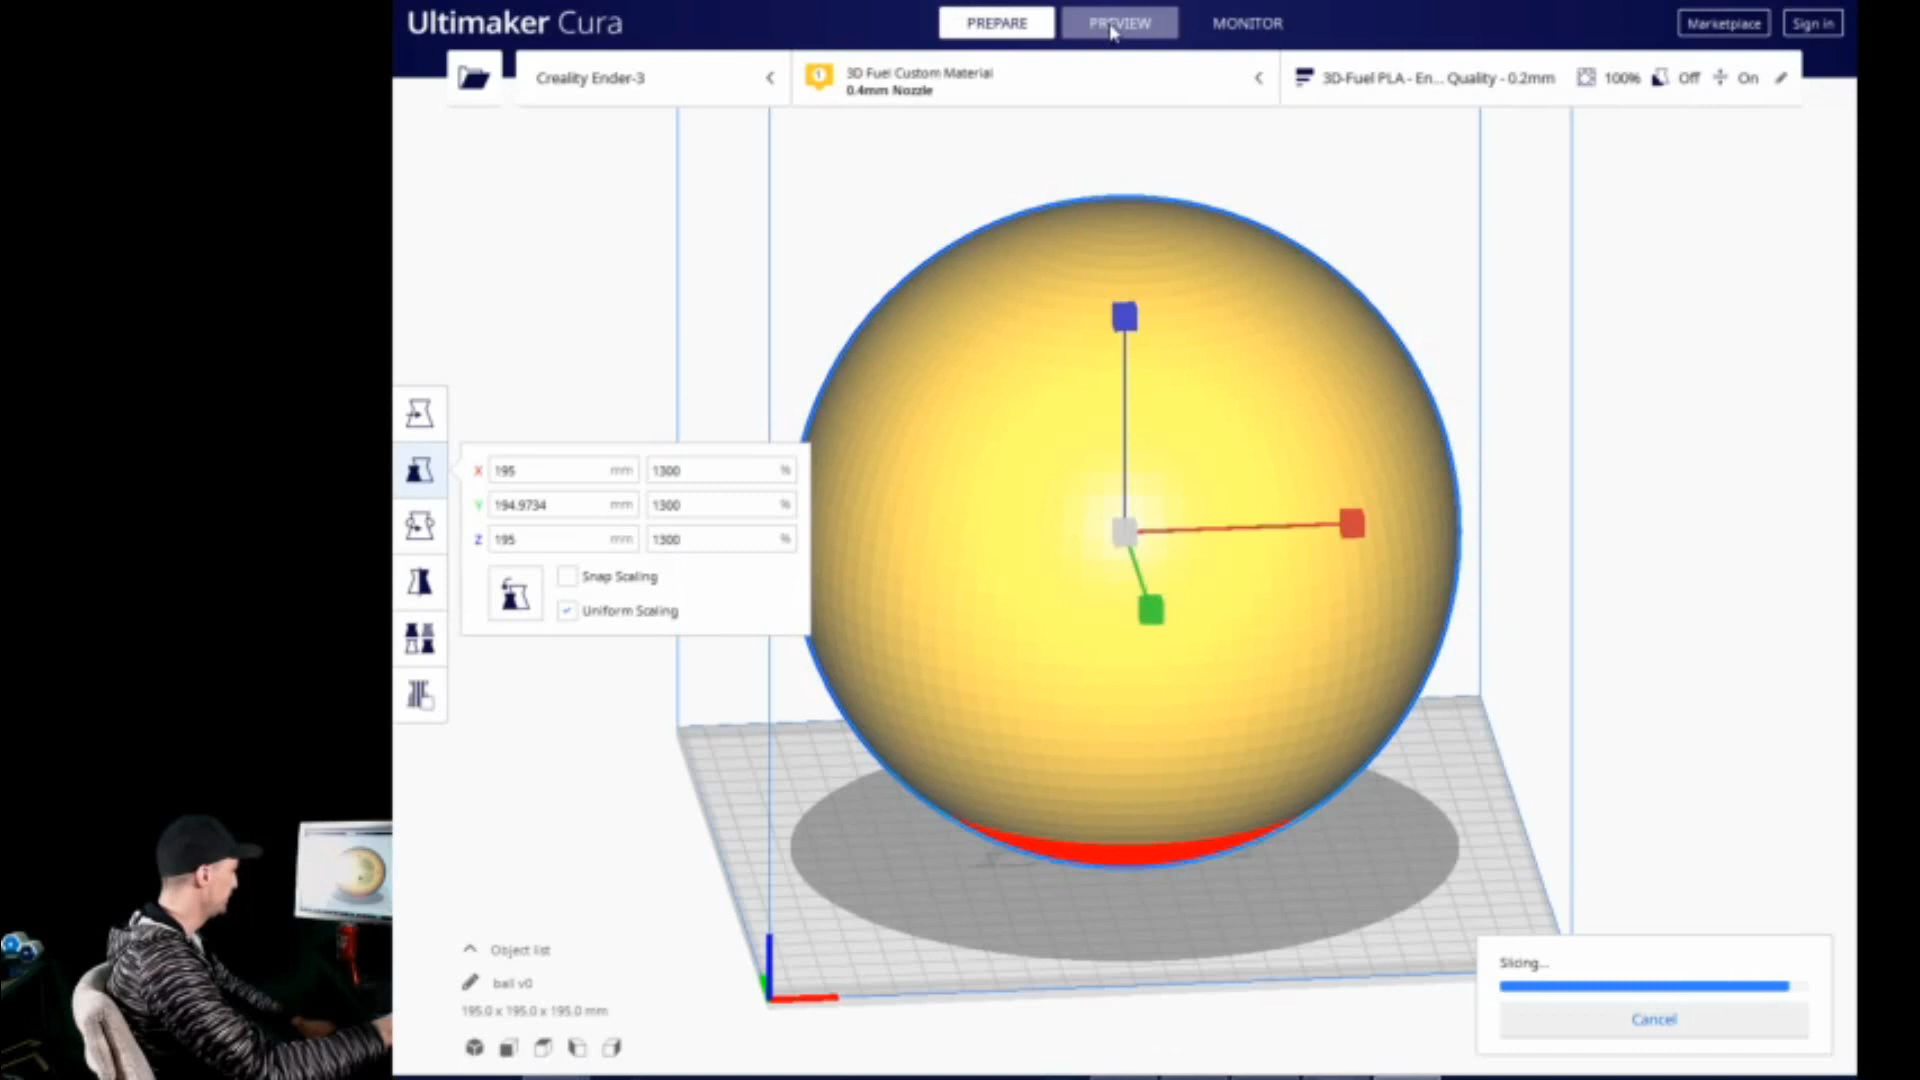 Ultimaker Cura
PREPARE
PREVIEW
MONITOR
Marketplace
Sign in
Creality Ender-3
3D Fuel Custom Material
0.4mm Nozzle
3D-Fuel PLA - En... Quality - 0.2mm
100%
Off
On
X 195 mm 1300 %
Y 194.9734 mm 1300 %
Z 195 mm 1300 %
Snap Scaling
Uniform Scaling
Object list
ball v0
195.0 x 195.0 x 195.0 mm
Slicing...
Cancel